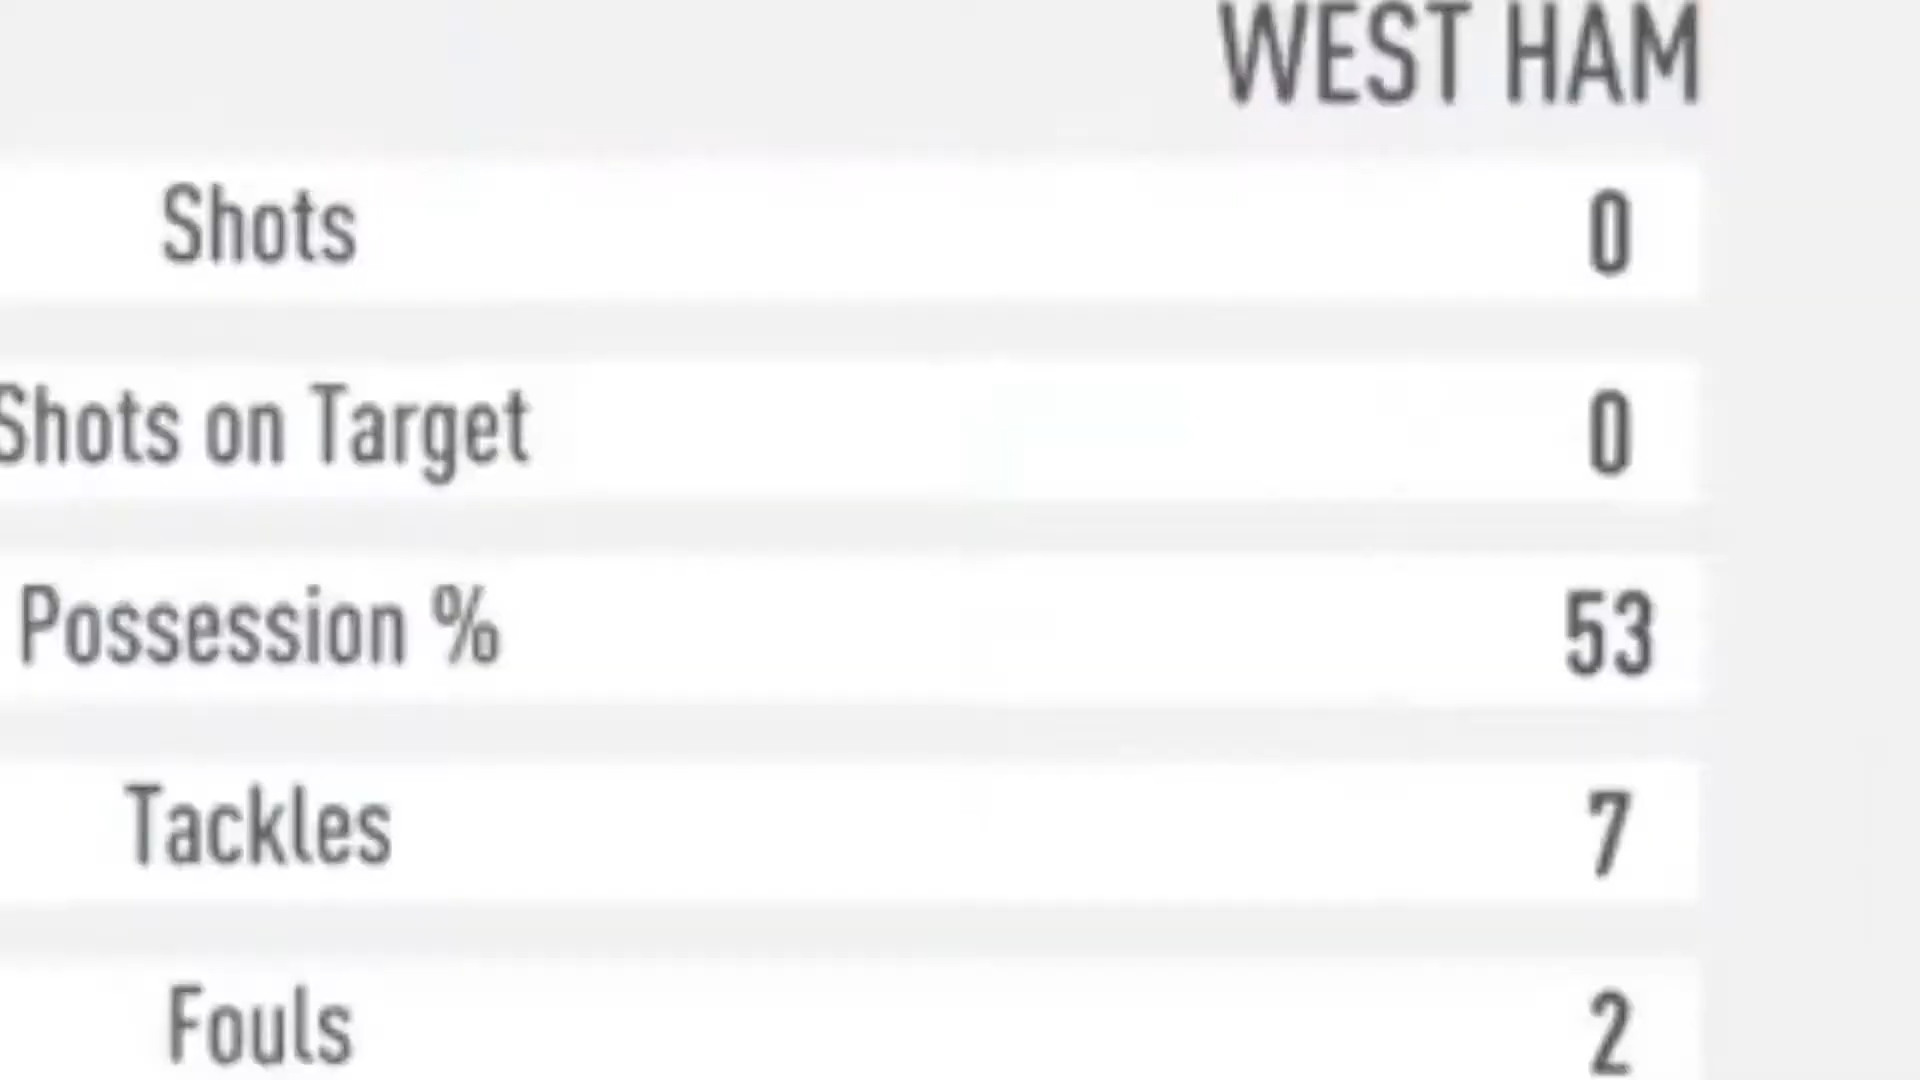 WEST HAM
Shots 0
Shots on Target 0
Possession % 53
Tackles 7
Fouls 2